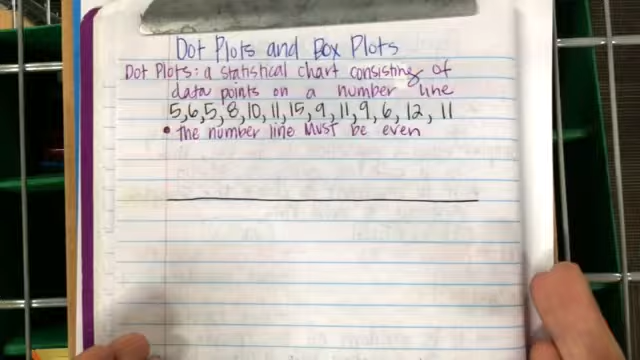 Dot Plots and Box Plots
Dot Plots: a statistical chart consisting of
data points on a number line
5,6,5,8,10,11,15,9,11,9,6,12,11
• the number line must be even